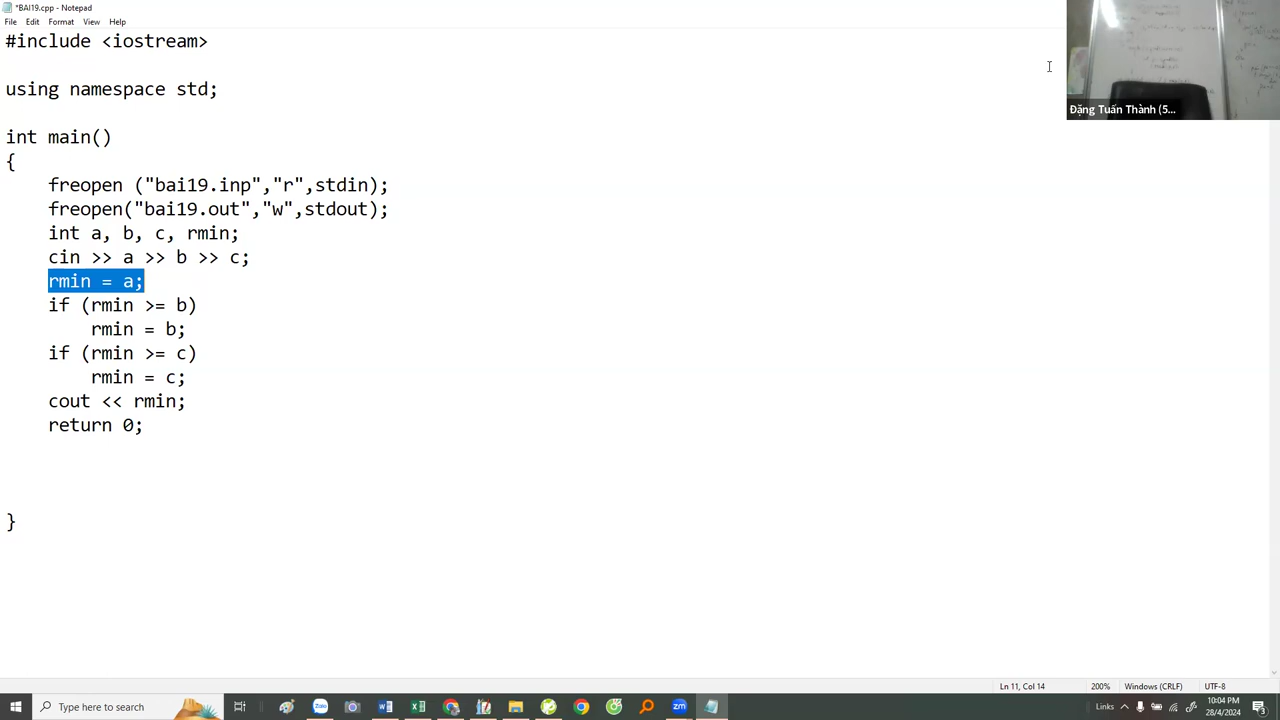 *BAI19.cpp - Notepad
File Edit Format View Help
#include <iostream>
using namespace std;
int main()
{
freopen ("bai19.inp","r",stdin);
freopen("bai19.out","w",stdout);
int a, b, c, rmin;
cin >> a >> b >> c;
rmin = a;
if (rmin >= b)
rmin = b;
if (rmin >= c)
rmin = c;
cout << rmin;
return 0;
}
Đặng Tuấn Thành (5...
Ln 11, Col 14 200% Windows (CRLF) UTF-8
Type here to search
Links
10:04 PM
28/4/2024